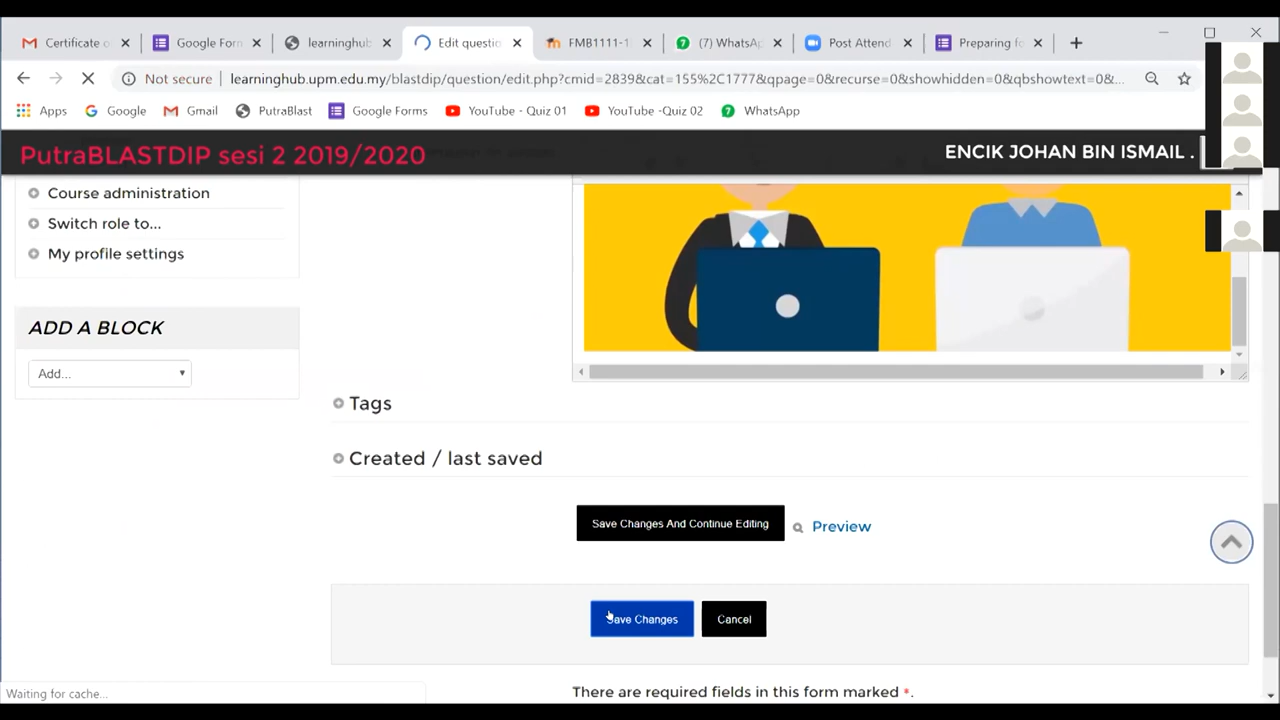 Certificate o
Google For
learninghub
Edit questio
FMB1111-1
(7) WhatsA
Post Attend
Preparing fo
Not secure
learninghub.upm.edu.my/blastdip/question/edit.php?cmid=2839&cat=155%2C1777&qpage=0&recurse=0&showhidden=0&qbshowtext=0&...
Apps
Google
Gmail
PutraBlast
Google Forms
YouTube - Quiz 01
YouTube -Quiz 02
WhatsApp
PutraBLASTDIP sesi 2 2019/2020
ENCIK JOHAN BIN ISMAIL .
Course administration
Switch role to...
My profile settings
ADD A BLOCK
Add...
Tags
Created / last saved
Save Changes And Continue Editing
Preview
Save Changes
Cancel
There are required fields in this form marked *.
Waiting for cache...